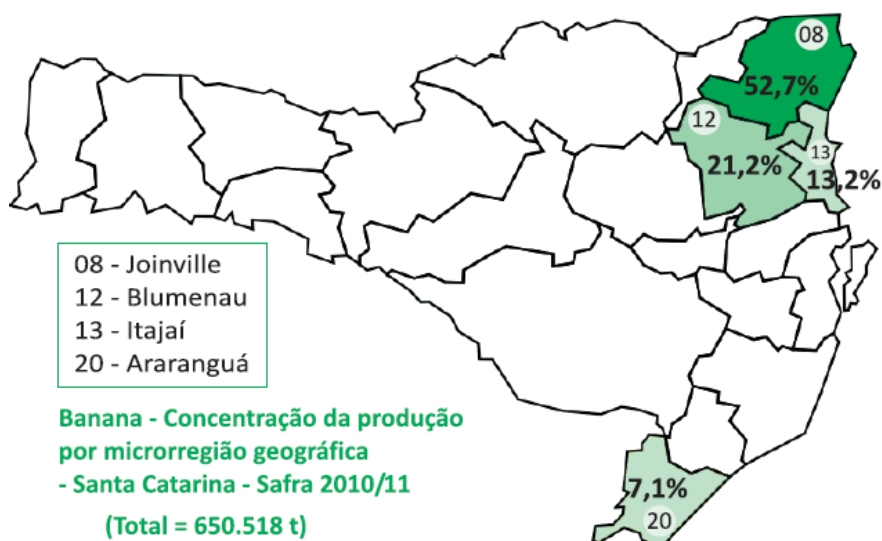 08
52,7%
12
21,2%
13
13,2%
08 - Joinville
12 - Blumenau
13 - Itajaí
20 - Araranguá
Banana - Concentração da produção
por microrregião geográfica
- Santa Catarina - Safra 2010/11
(Total = 650.518 t)
7,1%
20